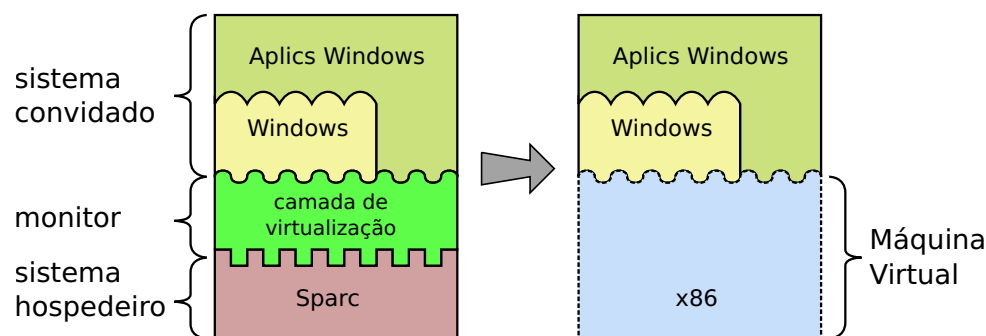 sistema
convidado
monitor
sistema
hospedeiro
Aplics Windows
Windows
camada de
virtualização
Sparc
Aplics Windows
Windows
x86
Máquina
Virtual